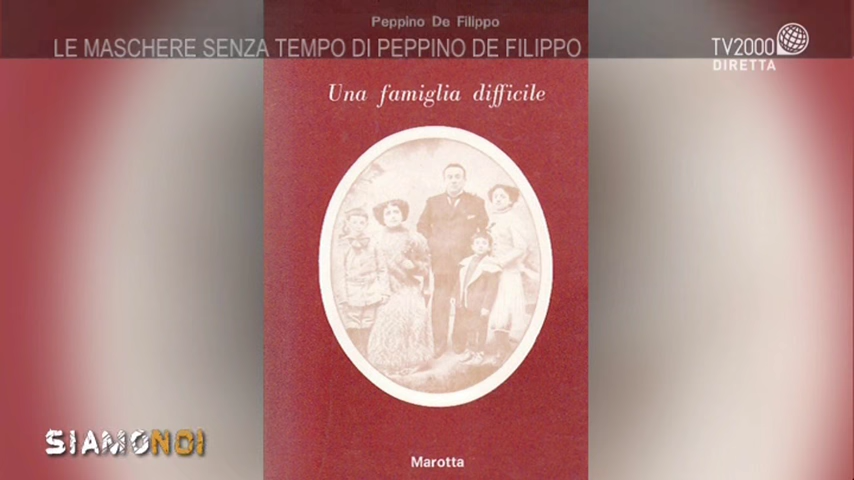 Peppino De Filippo
LE MASCHERE SENZA TEMPO DI PEPPINO DE FILIPPO
TV2000
DIRETTA
Una famiglia difficile
SIAMONOI
Marotta